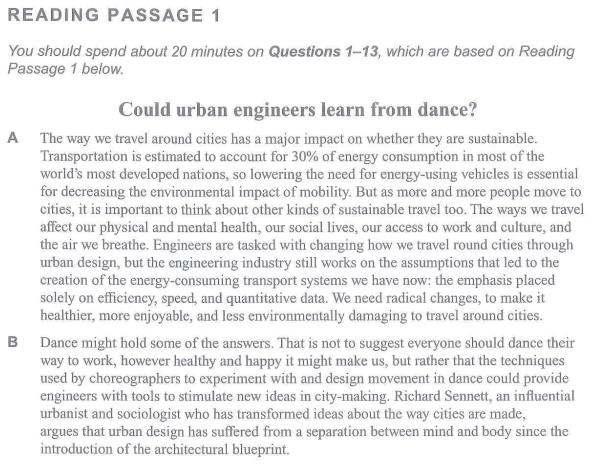 READING PASSAGE 1
You should spend about 20 minutes on Questions 1–13, which are based on Reading
Passage 1 below.
Could urban engineers learn from dance?
A The way we travel around cities has a major impact on whether they are sustainable.
Transportation is estimated to account for 30% of energy consumption in most of the
world's most developed nations, so lowering the need for energy-using vehicles is essential
for decreasing the environmental impact of mobility. But as more and more people move to
cities, it is important to think about other kinds of sustainable travel too. The ways we travel
affect our physical and mental health, our social lives, our access to work and culture, and
the air we breathe. Engineers are tasked with changing how we travel round cities through
urban design, but the engineering industry still works on the assumptions that led to the
creation of the energy-consuming transport systems we have now: the emphasis placed
solely on efficiency, speed, and quantitative data. We need radical changes, to make it
healthier, more enjoyable, and less environmentally damaging to travel around cities.
B Dance might hold some of the answers. That is not to suggest everyone should dance their
way to work, however healthy and happy it might make us, but rather that the techniques
used by choreographers to experiment with and design movement in dance could provide
engineers with tools to stimulate new ideas in city-making. Richard Sennett, an influential
urbanist and sociologist who has transformed ideas about the way cities are made,
argues that urban design has suffered from a separation between mind and body since the
introduction of the architectural blueprint.